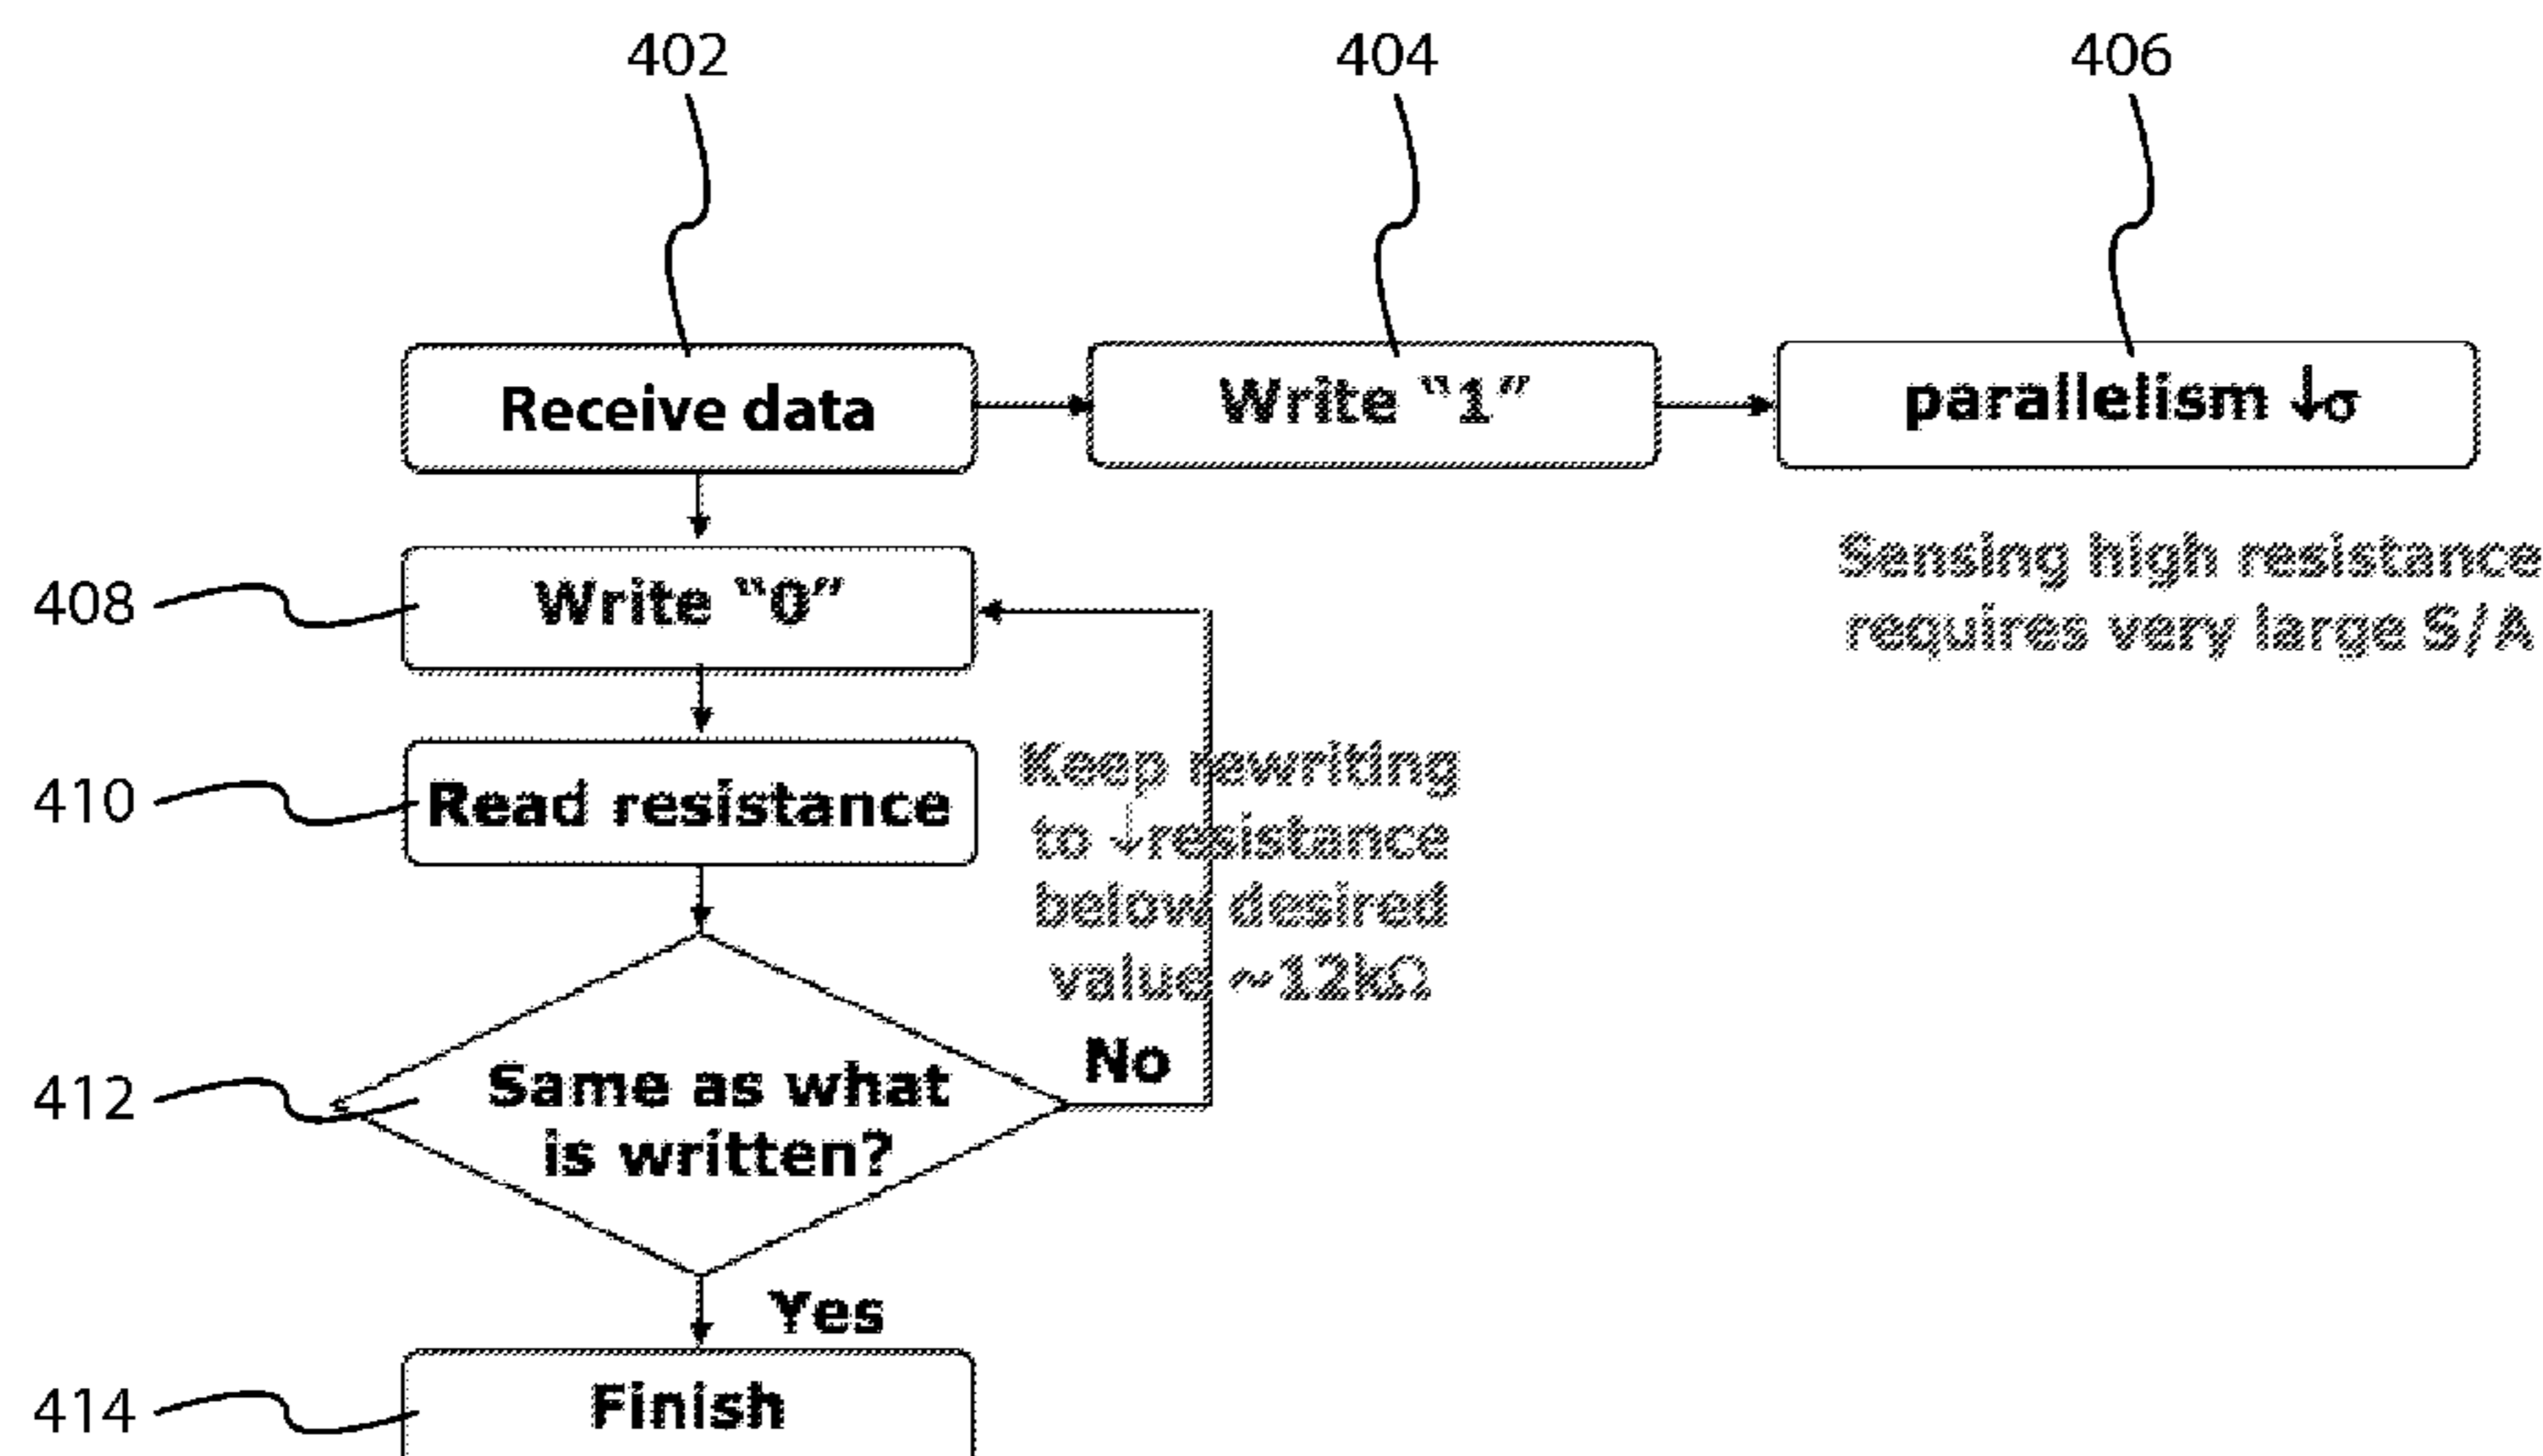 402
404
406
Receive data
Write “1”
parallelism ↓σ
Sensing high resistance
requires very large S/A
408
Write “0”
410
Read resistance
Keep rewriting
to ↓resistance
below desired
value ~12kΩ
No
412
Same as what
is written?
Yes
414
Finish